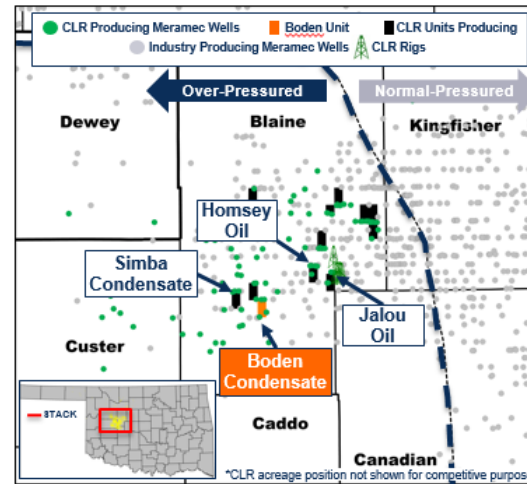 CLR Producing Meramec Wells
Boden Unit
CLR Units Producing
Industry Producing Meramec Wells
CLR Rigs
Over-Pressured
Normal-Pressured
Dewey
Blaine
Kingfisher
Homsey
Oil
Simba
Condensate
Jalou
Oil
Custer
Boden
Condensate
STACK
Caddo
Canadian
*CLR acreage position not shown for competitive purpos